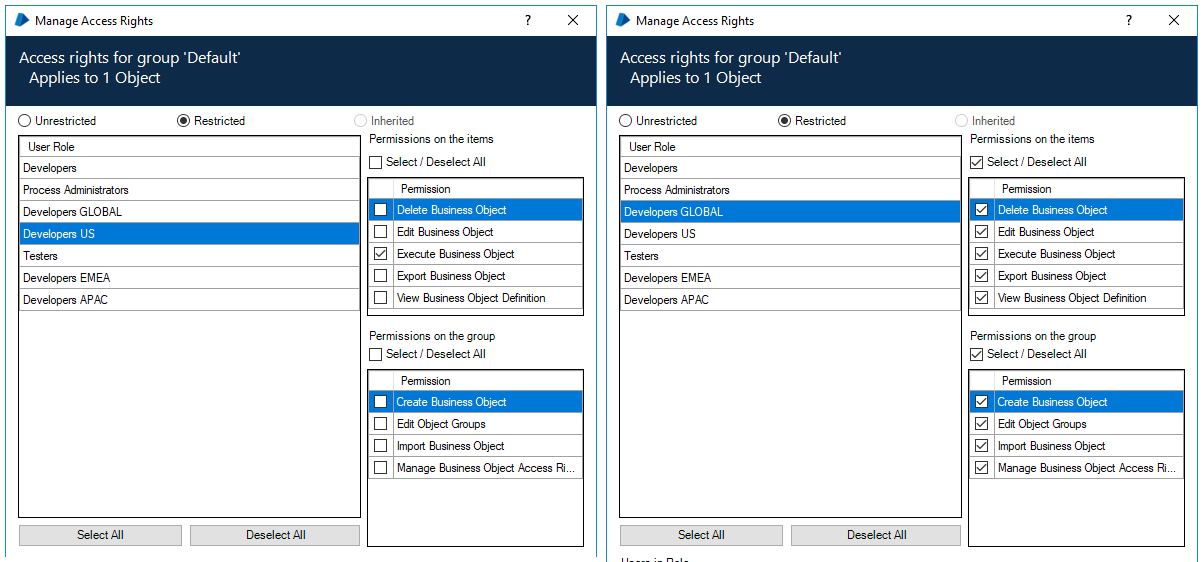 Manage Access Rights
?
Access rights for group 'Default'
Applies to 1 Object
Unrestricted
Restricted
Inherited
User Role
Developers
Process Administrators
Developers GLOBAL
Developers US
Testers
Developers EMEA
Developers APAC
Select All
Deselect All
Permissions on the items
Select / Deselect All
Permission
Delete Business Object
Edit Business Object
Execute Business Object
Export Business Object
View Business Object Definition
Permissions on the group
Select / Deselect All
Permission
Create Business Object
Edit Object Groups
Import Business Object
Manage Business Object Access Ri...
Manage Access Rights
?
Access rights for group 'Default'
Applies to 1 Object
Unrestricted
Restricted
Inherited
User Role
Developers
Process Administrators
Developers GLOBAL
Developers US
Testers
Developers EMEA
Developers APAC
Select All
Deselect All
Users in Role
Permissions on the items
Select / Deselect All
Permission
Delete Business Object
Edit Business Object
Execute Business Object
Export Business Object
View Business Object Definition
Permissions on the group
Select / Deselect All
Permission
Create Business Object
Edit Object Groups
Import Business Object
Manage Business Object Access Ri...